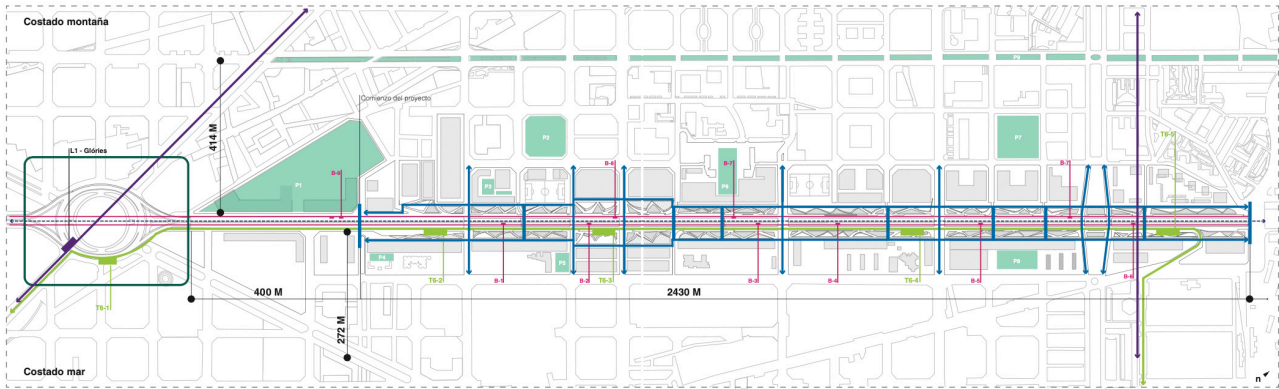 Costado montaña
Comienzo del proyecto
P9
414 M
L1 - Glóries
P2
P7
T6-5
B-9
B-6
B-7
B-7
P1
P3
P6
P4
P5
P8
T6-1
T6-2
B-1
B-2
T6-3
B-3
B-4
T6-4
B-5
B-6
400 M
2430 M
272 M
Costado mar
n